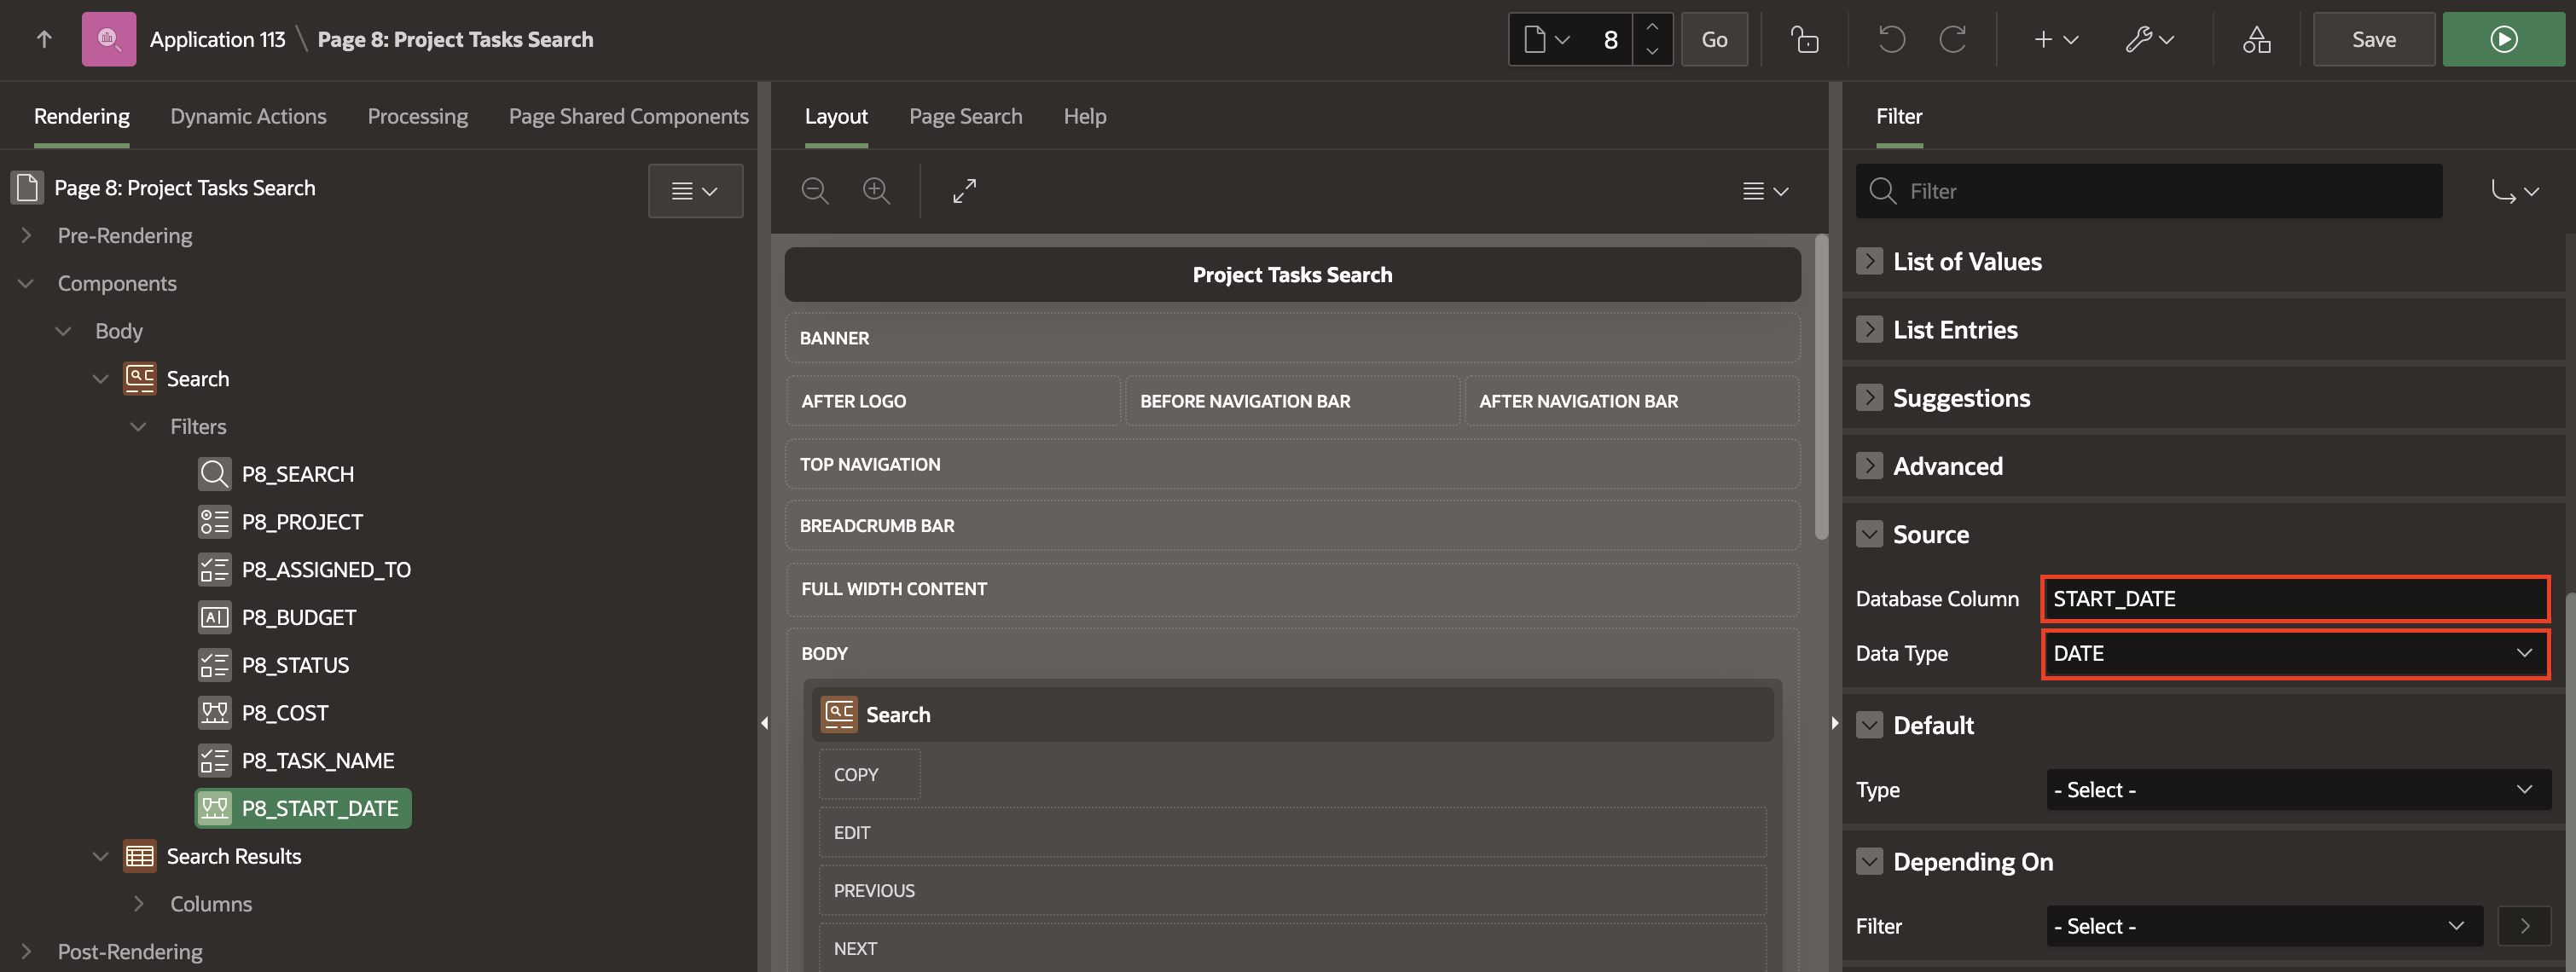 Application 113 \ Page 8: Project Tasks Search
8
Go
Save
Rendering
Dynamic Actions
Processing
Page Shared Components
Page 8: Project Tasks Search
Pre-Rendering
Components
Body
Search
Filters
P8_SEARCH
P8_PROJECT
P8_ASSIGNED_TO
P8_BUDGET
P8_STATUS
P8_COST
P8_TASK_NAME
P8_START_DATE
Search Results
Columns
Post-Rendering
Layout
Page Search
Help
Project Tasks Search
BANNER
AFTER LOGO
BEFORE NAVIGATION BAR
AFTER NAVIGATION BAR
TOP NAVIGATION
BREADCRUMB BAR
FULL WIDTH CONTENT
BODY
Search
COPY
EDIT
PREVIOUS
NEXT
Filter
Filter
List of Values
List Entries
Suggestions
Advanced
Source
Database Column START_DATE
Data Type DATE
Default
Type - Select -
Depending On
Filter - Select -